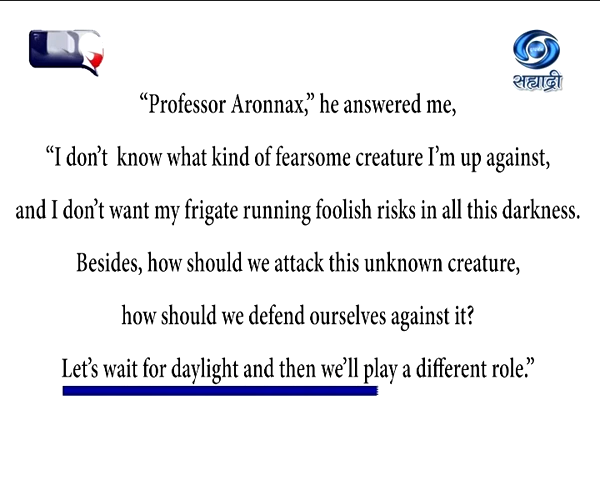 सह्याद्री
“Professor Aronnax,” he answered me,
“I don’t know what kind of fearsome creature I’m up against,
and I don’t want my frigate running foolish risks in all this darkness.
Besides, how should we attack this unknown creature,
how should we defend ourselves against it?
Let’s wait for daylight and then we’ll play a different role.”